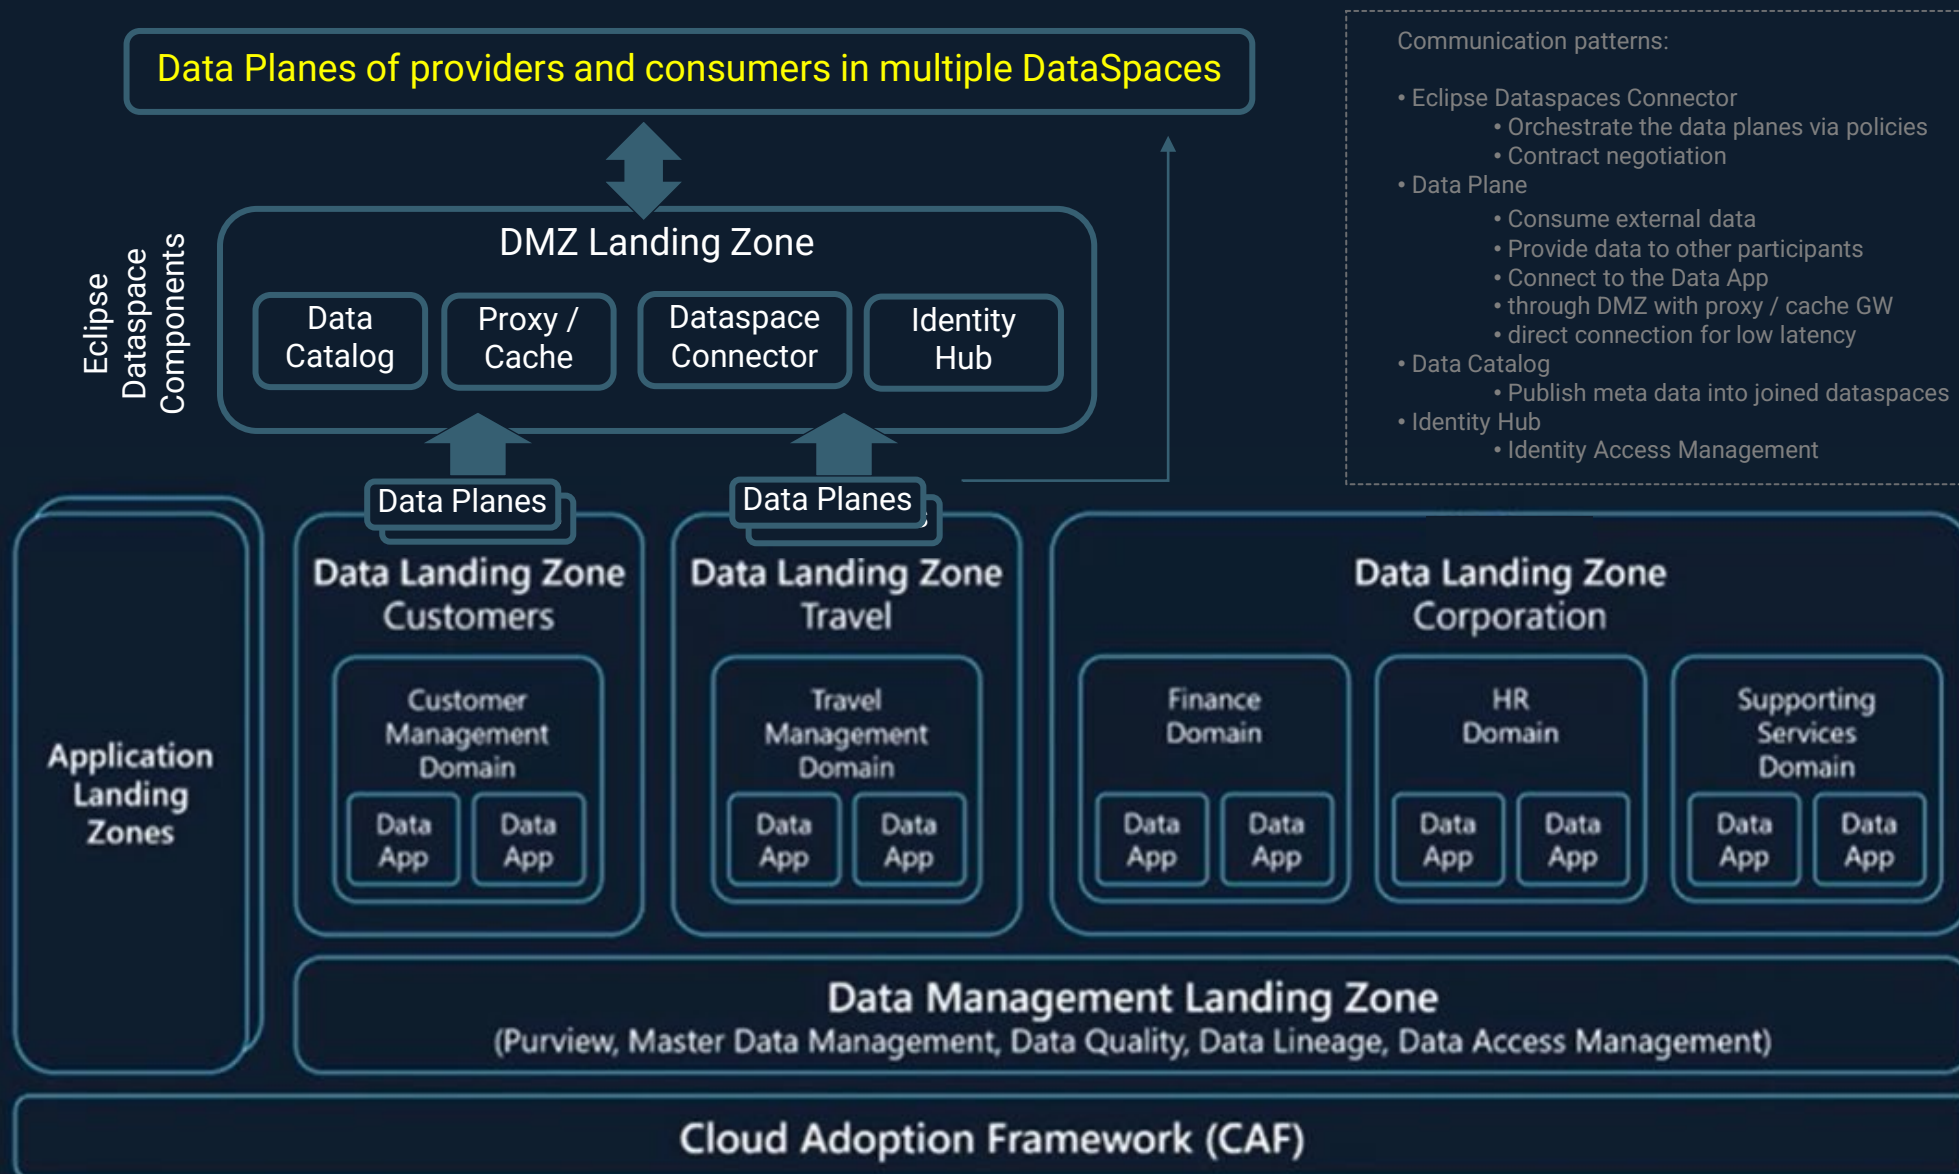 Data Planes of providers and consumers in multiple DataSpaces
Communication patterns:
• Eclipse Dataspaces Connector
• Orchestrate the data planes via policies
• Contract negotiation
• Data Plane
• Consume external data
• Provide data to other participants
• Connect to the Data App
• through DMZ with proxy / cache GW
• direct connection for low latency
• Data Catalog
• Publish meta data into joined dataspaces
• Identity Hub
• Identity Access Management
Eclipse
Dataspace
Components
DMZ Landing Zone
Data
Catalog
Proxy /
Cache
Dataspace
Connector
Identity
Hub
Data Planes
Data Planes
s
Application
Landing
Zones
Data Landing Zone
Customers
Customer
Management
Domain
Data
App
Data
App
Data Landing Zone
Travel
Travel
Management
Domain
Data
App
Data
App
Data Landing Zone
Corporation
Finance
Domain
Data
App
Data
App
HR
Domain
Data
App
Data
App
Supporting
Services
Domain
Data
App
Data
App
Data Management Landing Zone
(Purview, Master Data Management, Data Quality, Data Lineage, Data Access Management)
Cloud Adoption Framework (CAF)